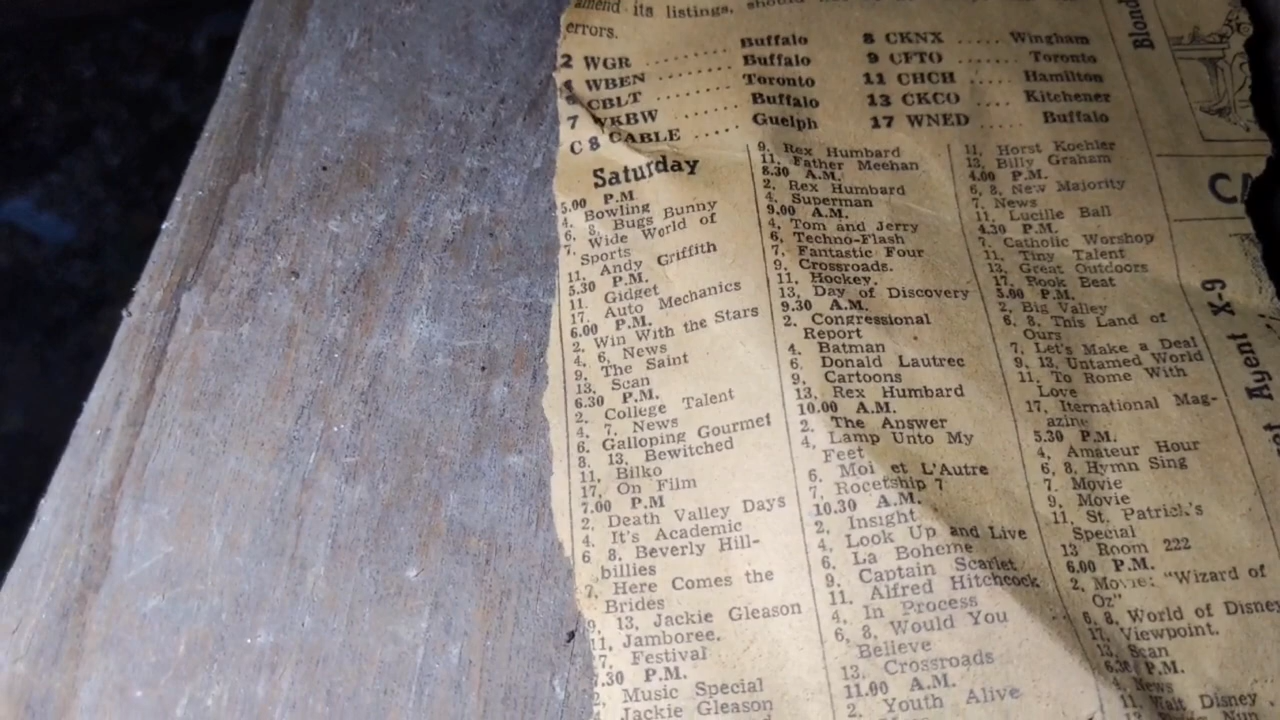 amend its listings,
errors.
2 WGR ........ Buffalo
4 WBEN ........ Buffalo
6 CBLT ........ Toronto
7 WKBW ........ Buffalo
C 8 CABLE ...... Guelph
8 CKNX ...... Wingham
9 CFTO ...... Toronto
11 CHCH .... Hamilton
13 CKCO .... Kitchener
17 WNED ..... Buffalo
Saturday
5.00 P.M
4. Bowling
6. 8. Bugs Bunny
7. Wide World of
Sports
11. Andy Griffith
5.30 P.M.
11. Gidget
17. Auto Mechanics
6.00 P.M.
2. Win With the Stars
4. 6. News
9. The Saint
13. Scan
6.30 P.M.
2. College Talent
4. 7. News
6. Galloping Gourmet
8. 13. Bewitched
11, Bilko
17, On Film
7.00 P.M
2. Death Valley Days
4. It's Academic
6 8. Beverly Hill-
billies
7. Here Comes the
Brides
9, 13, Jackie Gleason
11, Jamboree.
7. Festival
7.30 P.M.
2, Music Special
Jackie Gleason
9. Rex Humbard
11. Father Meehan
8.30 A.M.
2. Rex Humbard
4. Superman
9.00 A.M.
4, Tom and Jerry
6, Techno-Flash
7, Fantastic Four
9. Crossroads.
11. Hockey.
13, Day of Discovery
9.30 A.M.
2. Congressional
Report
4. Batman
6. Donald Lautrec
9. Cartoons
13, Rex Humbard
10.00 A.M.
2. The Answer
4, Lamp Unto My
Feet
6. Moi et L'Autre
7, Rocetship 7
10.30 A.M.
2. Insight
4, Look Up and Live
6. La Boheme
9. Captain Scarlet
11. Alfred Hitchcock
4. In Process
6, 8. Would You
Believe
13. Crossroads
11.00 A.M.
2. Youth Alive
11. Horst Koehler
13, Billy Graham
4.00 P.M.
6, 8. New Majority
7. News
11, Lucille Ball
4.30 P.M.
7. Catholic Worshop
11, Tiny Talent
13, Great Outdoors
17. Rook Beat
5.00 P.M.
2, Big Valley
6. 8. This Land of
Ours
7, Let's Make a Deal
9, 13, Untamed World
11, To Rome With
Love
17, Iternational Mag-
azine
5.30 P.M.
4, Amateur Hour
6, 8, Hymn Sing
7. Movie
9, Movie
11, St. Patrick's
Special
13 Room 222
6.00 P.M.
2, Movie: "Wizard of
Oz"
6, 8, World of Disney
17, Viewpoint.
13, Scan
6.30 P.M.
4, News
11, Walt Disney
Blond
X-9